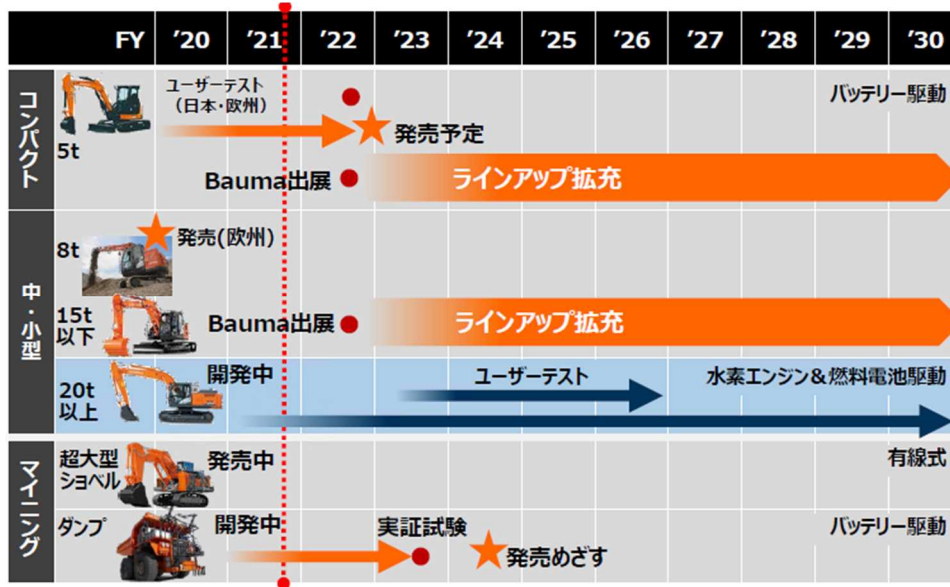 FY '20 '21 '22 '23 '24 '25 '26 '27 '28 '29 '30
コンパクト
5t
ユーザーテスト
（日本・欧州）
バッテリー駆動
発売予定
Bauma出展
ラインアップ拡充
中・小型
8t
発売(欧州)
15t
以下
Bauma出展
ラインアップ拡充
20t
以上
開発中
ユーザーテスト
水素エンジン＆燃料電池駆動
マイニング
超大型
ショベル
発売中
有線式
ダンプ
開発中
実証試験
発売めざす
バッテリー駆動